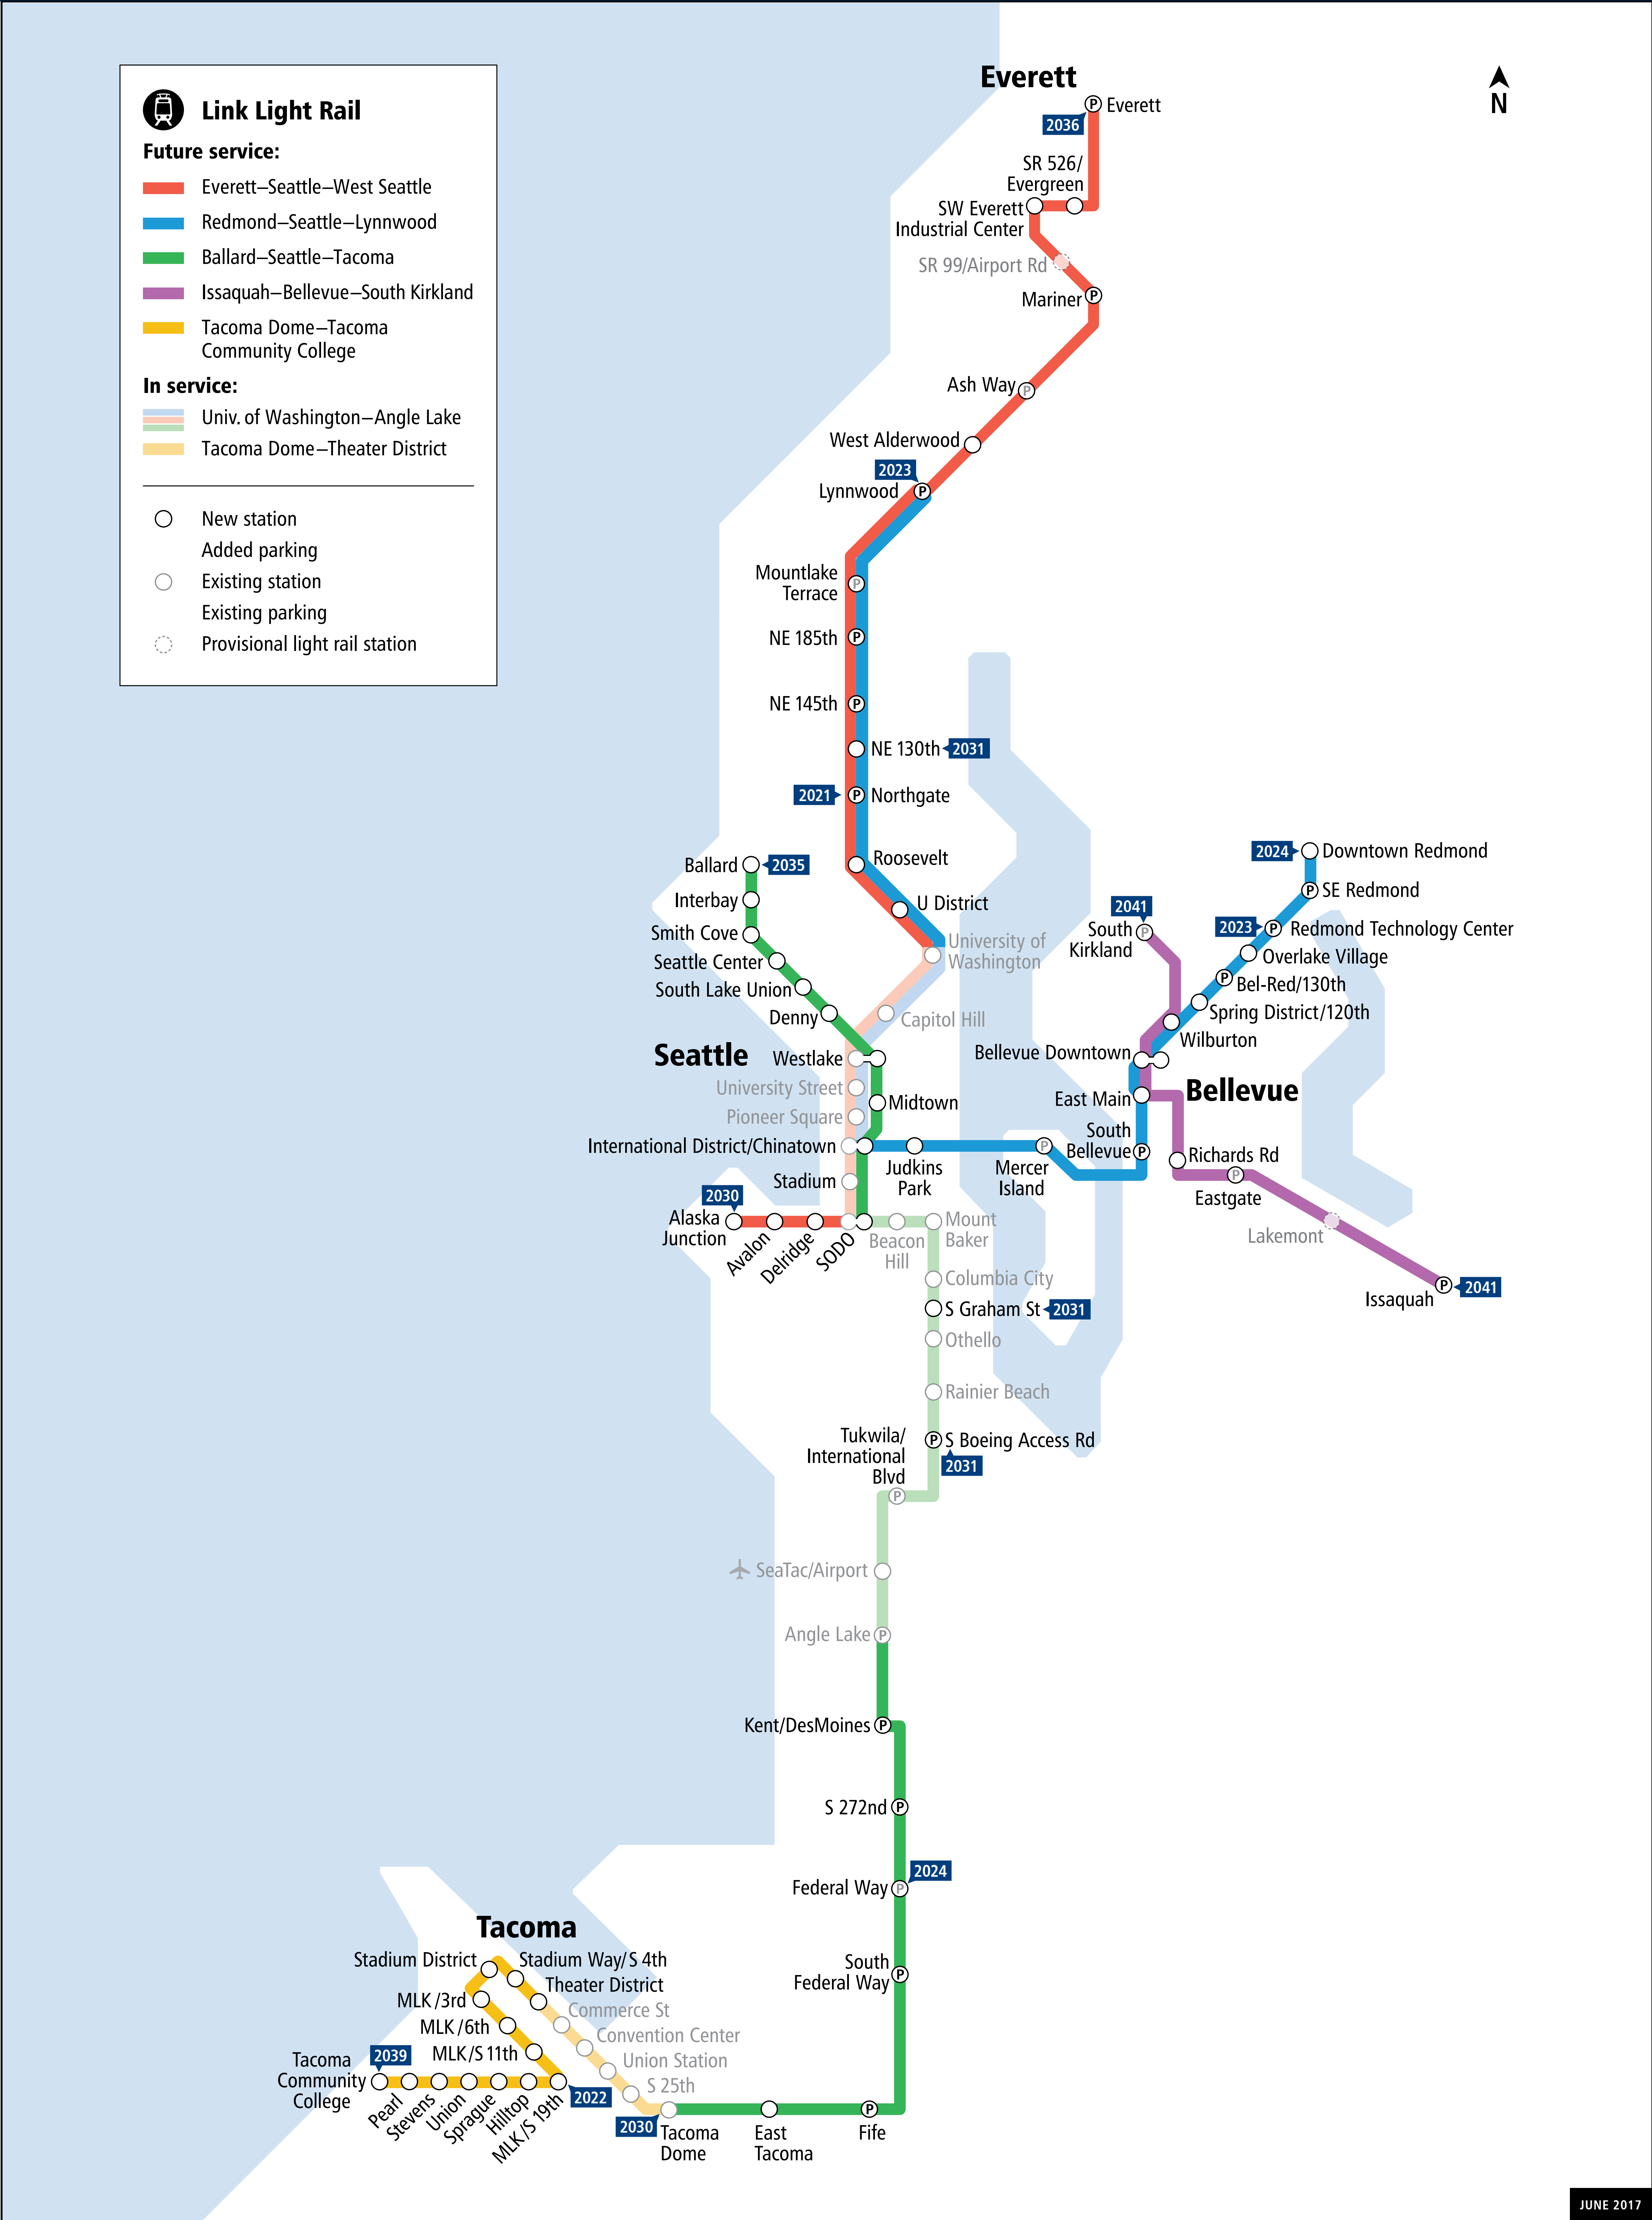 Link Light Rail
Future service:
Everett–Seattle–West Seattle
Redmond–Seattle–Lynnwood
Ballard–Seattle–Tacoma
Issaquah–Bellevue–South Kirkland
Tacoma Dome–Tacoma
Community College
In service:
Univ. of Washington–Angle Lake
Tacoma Dome–Theater District
New station
Added parking
Existing station
Existing parking
Provisional light rail station
N
Everett
P Everett
2036
SR 526/
Evergreen
SW Everett
Industrial Center
SR 99/Airport Rd
Mariner P
Ash Way P
West Alderwood
2023
Lynnwood P
Mountlake
Terrace P
NE 185th P
NE 145th P
NE 130th 2031
2021 P Northgate
Roosevelt
U District
University of
Washington
Capitol Hill
Ballard 2035
Interbay
Smith Cove
Seattle Center
South Lake Union
Denny
Seattle
Westlake
University Street
Midtown
Pioneer Square
International District/Chinatown
Judkins
Park
P
Mercer
Island
Stadium
2030
Alaska
Junction
Avalon
Delridge
SODO
Beacon
Hill
Mount
Baker
2024 Downtown Redmond
P SE Redmond
2023 P Redmond Technology Center
Overlake Village
P Bel-Red/130th
Spring District/120th
Wilburton
2041
South
Kirkland P
Bellevue Downtown
Bellevue
East Main
South
Bellevue P
Richards Rd
P
Eastgate
Lakemont
P 2041
Issaquah
Columbia City
S Graham St 2031
Othello
Rainier Beach
P S Boeing Access Rd
2031
Tukwila/
International
Blvd
P
SeaTac/Airport
Angle Lake P
Kent/DesMoines P
S 272nd P
2024
Federal Way P
South
Federal Way P
Tacoma
Stadium District
Stadium Way/S 4th
Theater District
Commerce St
Convention Center
Union Station
S 25th
MLK/3rd
MLK/6th
MLK/S 11th
2039
Tacoma
Community
College
Pearl
Stevens
Union
Sprague
Hilltop
MLK/S 19th
2022
2030
Tacoma
Dome
East
Tacoma
P
Fife
JUNE 2017